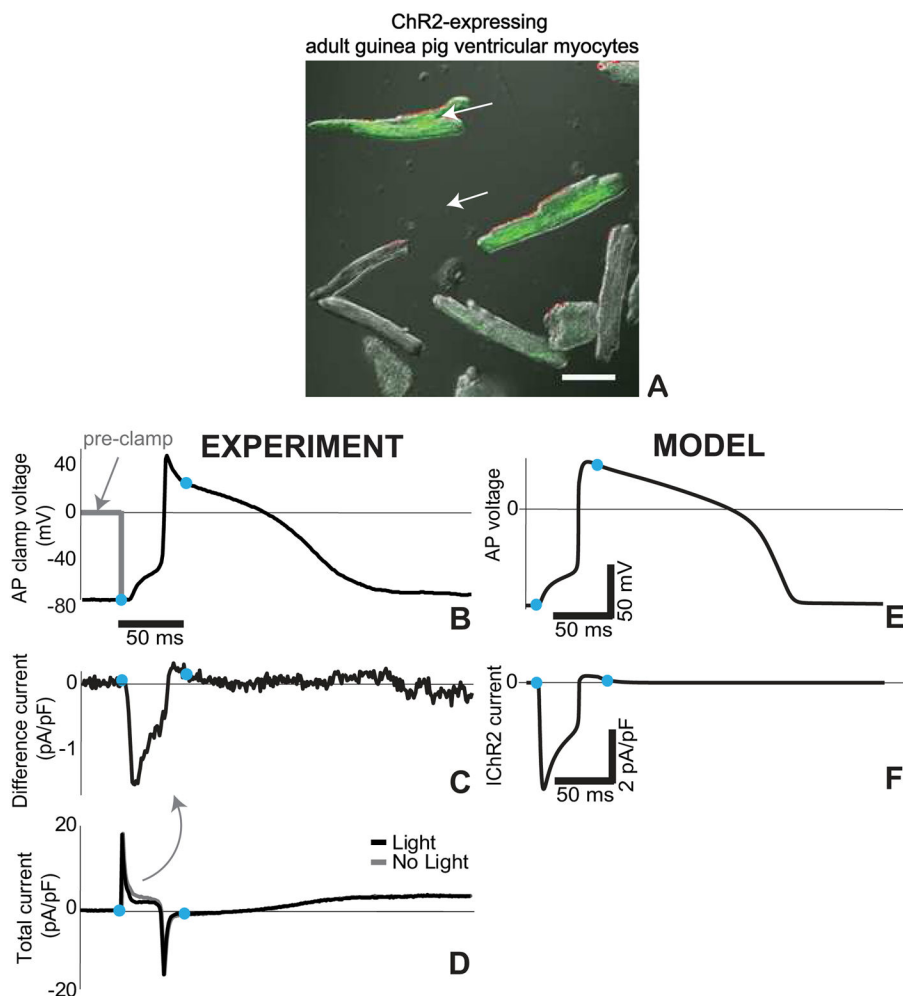 ChR2-expressing
adult guinea pig ventricular myocytes
A
EXPERIMENT
MODEL
pre-clamp
AP clamp voltage
(mV)
40
0
-40
-80
50 ms
B
AP voltage
0
50 mV
50 ms
E
Difference current
(pA/pF)
0
-1
C
IChR2 current
0
2 pA/pF
50 ms
F
Total current
(pA/pF)
20
0
-20
Light
No Light
D